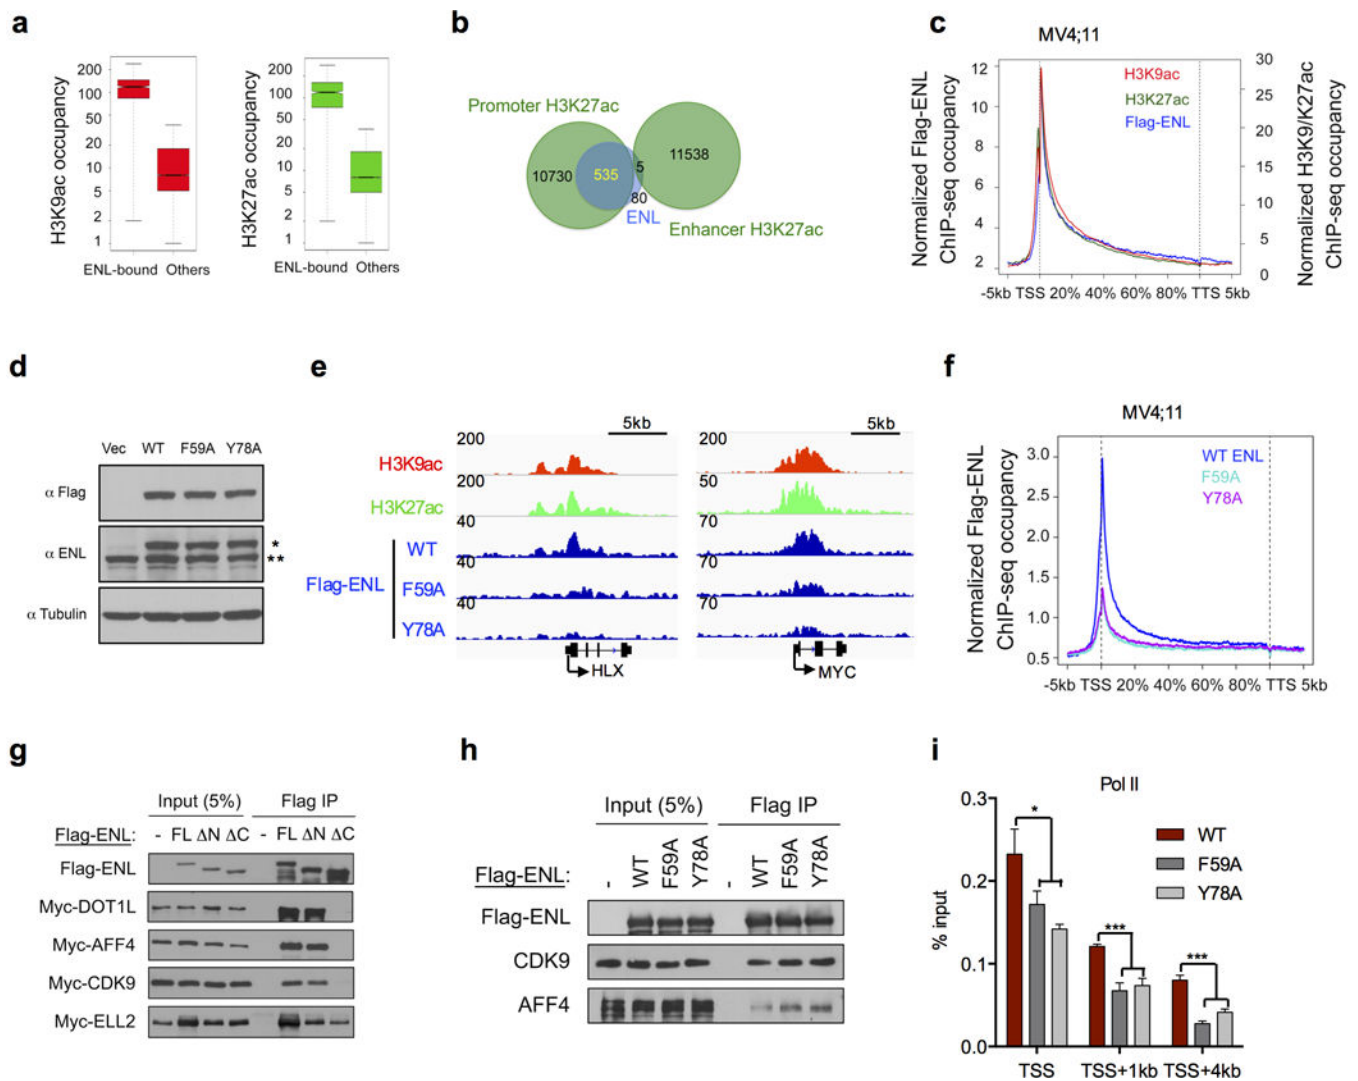 a
H3K9ac occupancy
200
100
50
20
10
5
2
1
ENL-bound Others
H3K27ac occupancy
200
100
50
20
10
5
2
1
ENL-bound Others
b
Promoter H3K27ac
10730
535
5
11538
80
ENL
Enhancer H3K27ac
c
MV4;11
Normalized Flag-ENL
ChIP-seq occupancy
12
10
8
6
4
2
H3K9ac
H3K27ac
Flag-ENL
30
25
20
15
10
5
0
Normalized H3K9/K27ac
ChIP-seq occupancy
-5kb TSS 20% 40% 60% 80% TTS 5kb
d
Vec WT F59A Y78A
α Flag
α ENL
*
**
α Tubulin
e
5kb
5kb
H3K9ac
200
200
H3K27ac
200
50
Flag-ENL
WT
40
70
F59A
40
70
Y78A
40
70
HLX
MYC
f
MV4;11
Normalized Flag-ENL
ChIP-seq occupancy
3.0
2.5
2.0
1.5
1.0
0.5
WT ENL
F59A
Y78A
-5kb TSS 20% 40% 60% 80% TTS 5kb
g
Input (5%) Flag IP
Flag-ENL: - FL ΔN ΔC - FL ΔN ΔC
Flag-ENL
Myc-DOT1L
Myc-AFF4
Myc-CDK9
Myc-ELL2
h
Input (5%) Flag IP
Flag-ENL: - WT F59A Y78A - WT F59A Y78A
Flag-ENL
CDK9
AFF4
i
Pol II
% input
0.3
0.2
0.1
0.0
*
***
***
WT
F59A
Y78A
TSS TSS+1kb TSS+4kb